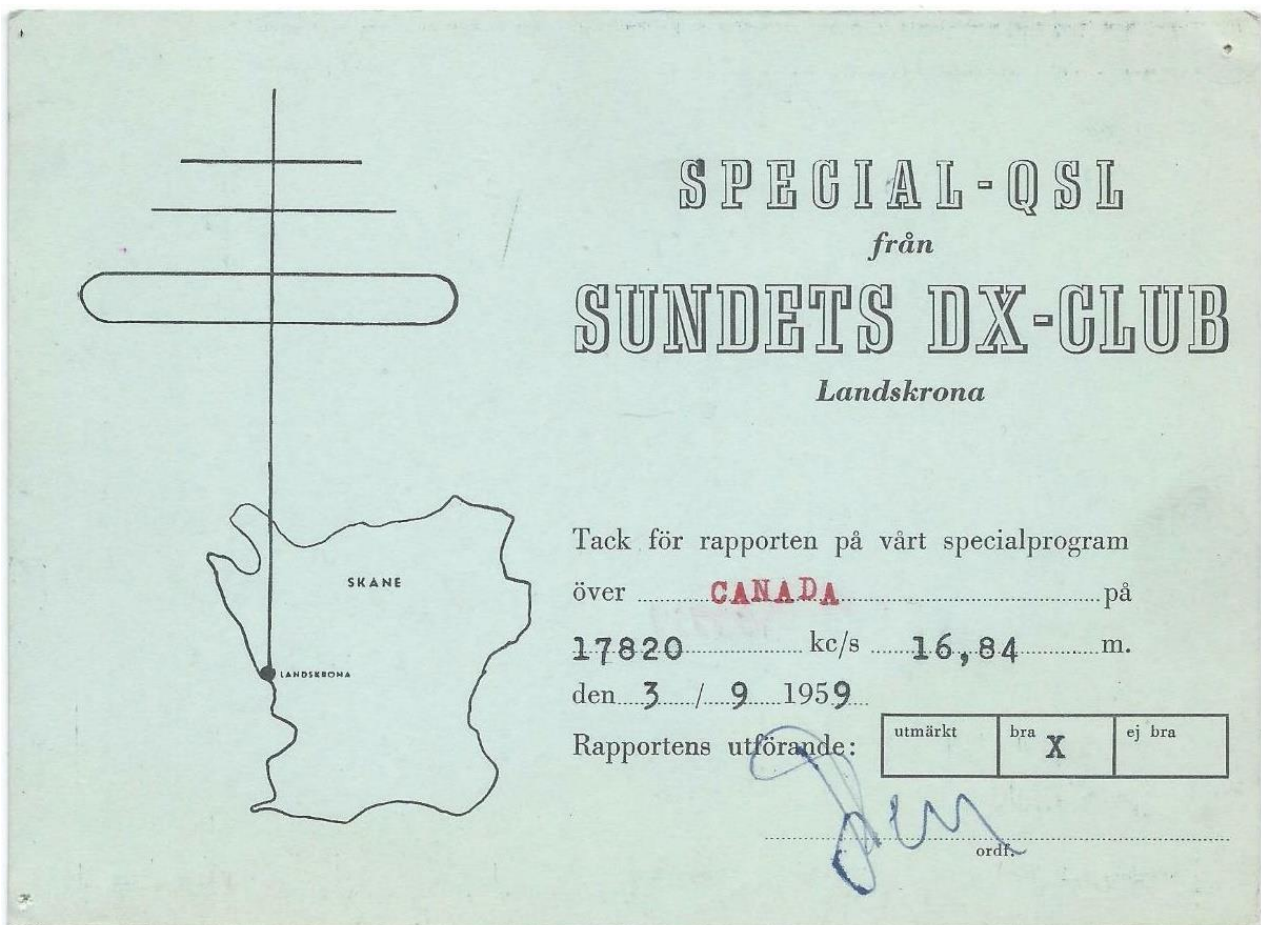 SPECIAL-QSL
från
SUNDETS DX-CLUB
Landskrona
SKÅNE
LANDSKRONA
Tack för rapporten på vårt specialprogram
över CANADA på
17820 kc/s 16,84 m.
den 3 / 9 1959
Rapportens utförande: utmärkt bra X ej bra
ordf.